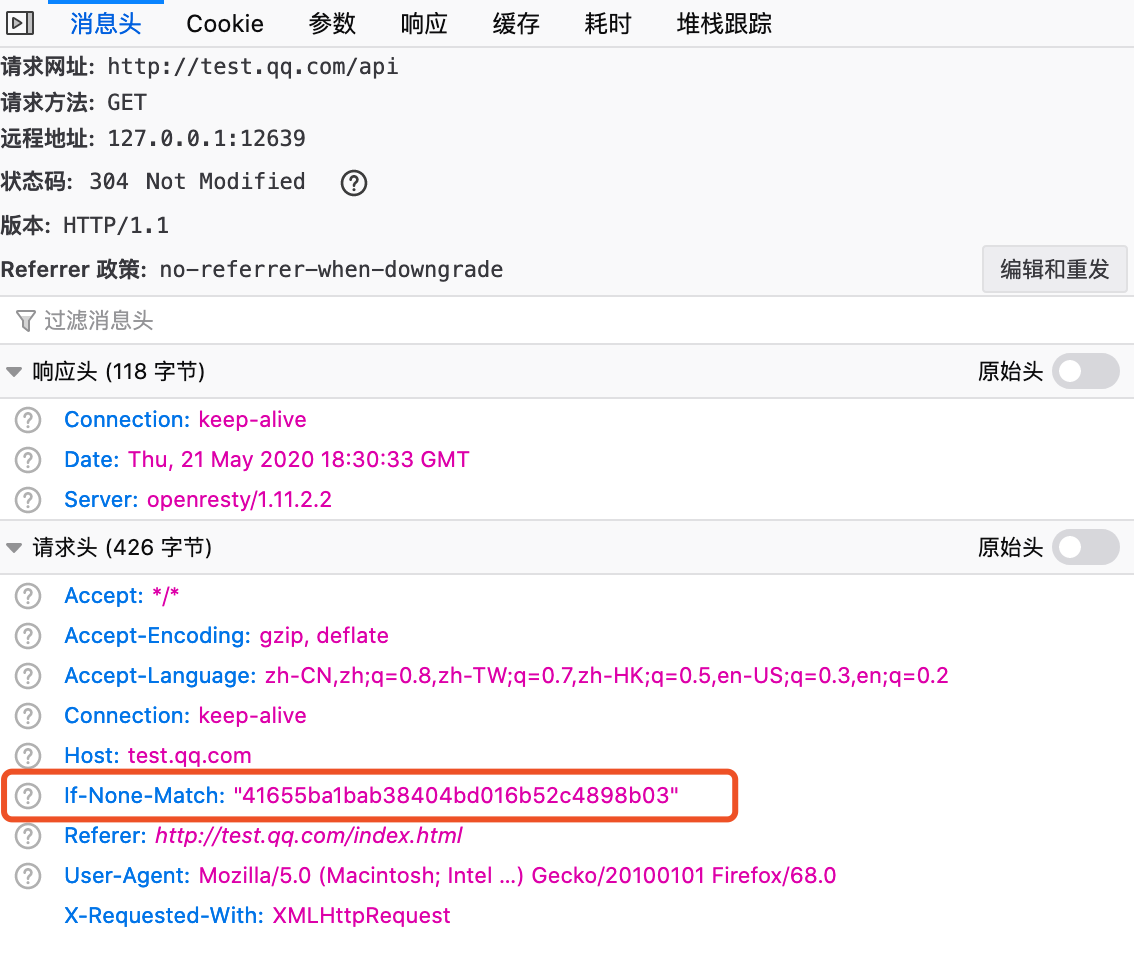 消息头 Cookie 参数 响应 缓存 耗时 堆栈跟踪
请求网址: http://test.qq.com/api
请求方法: GET
远程地址: 127.0.0.1:12639
状态码: 304 Not Modified ?
版本: HTTP/1.1
Referrer 政策: no-referrer-when-downgrade 编辑和重发
过滤消息头
响应头 (118 字节) 原始头
? Connection: keep-alive
? Date: Thu, 21 May 2020 18:30:33 GMT
? Server: openresty/1.11.2.2
请求头 (426 字节) 原始头
? Accept: */*
? Accept-Encoding: gzip, deflate
? Accept-Language: zh-CN,zh;q=0.8,zh-TW;q=0.7,zh-HK;q=0.5,en-US;q=0.3,en;q=0.2
? Connection: keep-alive
? Host: test.qq.com
? If-None-Match: "41655ba1bab38404bd016b52c4898b03"
? Referer: http://test.qq.com/index.html
? User-Agent: Mozilla/5.0 (Macintosh; Intel ...) Gecko/20100101 Firefox/68.0
X-Requested-With: XMLHttpRequest